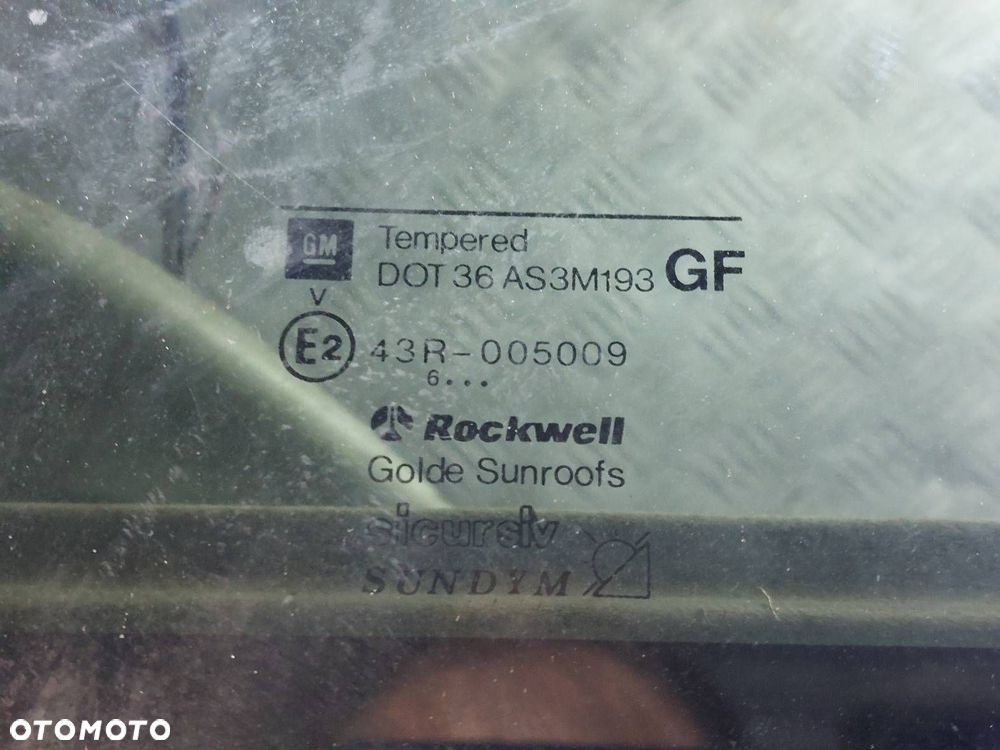 GM Tempered
DOT 36 AS3M193 GF
V
E2 43R-005009
6...
Rockwell
Golde Sunroofs
sicursiv
SUNDYM
OTOMOTO